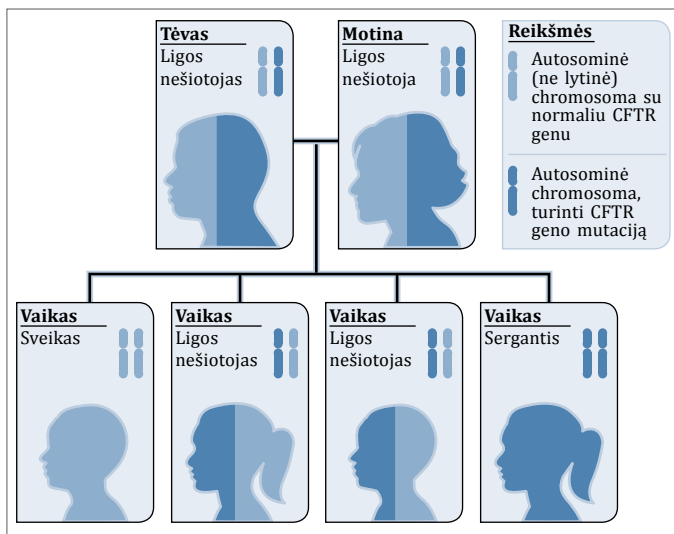 Tėvas
Ligos
nešiotojas
Motina
Ligos
nešiotoja
Reikšmės
Autosominė
(ne lytinė)
chromosoma su
normaliu CFTR
genu
Autosominė
chromosoma,
turinti CFTR
geno mutaciją
Vaikas
Sveikas
Vaikas
Ligos
nešiotojas
Vaikas
Ligos
nešiotojas
Vaikas
Sergantis